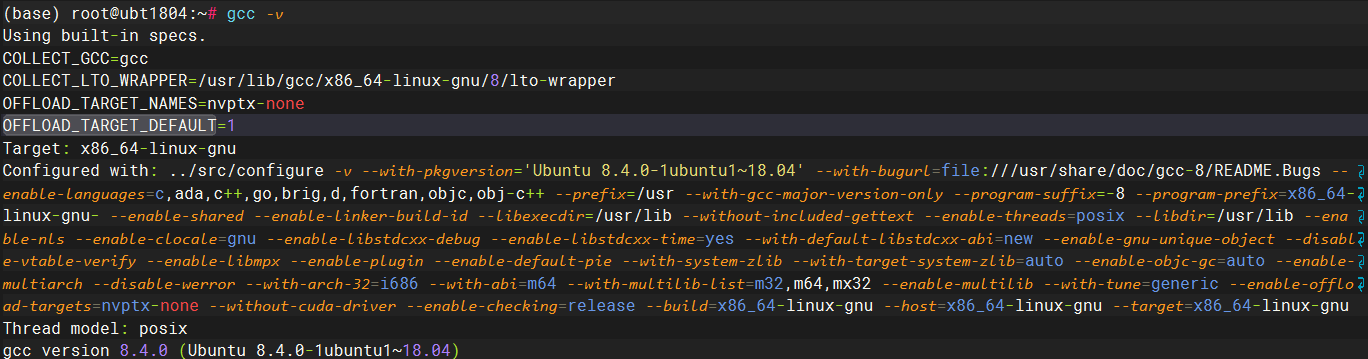 (base) root@ubt1804:~# gcc -v
Using built-in specs.
COLLECT_GCC=gcc
COLLECT_LTO_WRAPPER=/usr/lib/gcc/x86_64-linux-gnu/8/lto-wrapper
OFFLOAD_TARGET_NAMES=nvptx-none
OFFLOAD_TARGET_DEFAULT=1
Target: x86_64-linux-gnu
Configured with: ../src/configure -v --with-pkgversion='Ubuntu 8.4.0-1ubuntu1~18.04' --with-bugurl=file:///usr/share/doc/gcc-8/README.Bugs --
enable-languages=c,ada,c++,go,brig,d,fortran,objc,obj-c++ --prefix=/usr --with-gcc-major-version-only --program-suffix=-8 --program-prefix=x86_64-
linux-gnu- --enable-shared --enable-linker-build-id --libexecdir=/usr/lib --without-included-gettext --enable-threads=posix --libdir=/usr/lib --ena
ble-nls --enable-clocale=gnu --enable-libstdcxx-debug --enable-libstdcxx-time=yes --with-default-libstdcxx-abi=new --enable-gnu-unique-object --disabl
e-vtable-verify --enable-libmpx --enable-plugin --enable-default-pie --with-system-zlib --with-target-system-zlib=auto --enable-objc-gc=auto --enable-
multiarch --disable-werror --with-arch-32=i686 --with-abi=m64 --with-multilib-list=m32,m64,mx32 --enable-multilib --with-tune=generic --enable-offlo
ad-targets=nvptx-none --without-cuda-driver --enable-checking=release --build=x86_64-linux-gnu --host=x86_64-linux-gnu --target=x86_64-linux-gnu
Thread model: posix
gcc version 8.4.0 (Ubuntu 8.4.0-1ubuntu1~18.04)